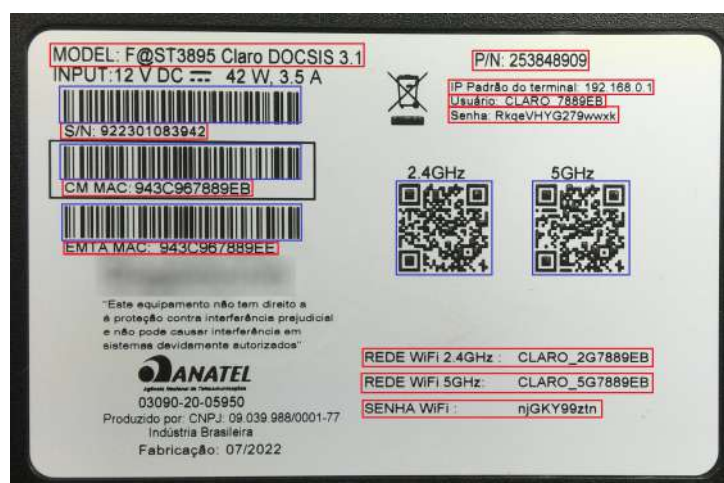 MODEL: F@ST3895 Claro DOCSIS 3.1
INPUT:12 V DC ⎓ 42 W, 3.5 A
S/N: 922301083942
CM MAC: 943C967889EB
EMTA MAC: 943C967889EE
"Este equipamento não tem direito a
à proteção contra interferência prejudicial
e não pode causar interferência em
sistemas devidamente autorizados"
ANATEL
Agência Nacional de Telecomunicações
03090-20-05950
Produzido por: CNPJ: 09.039.988/0001-77
Indústria Brasileira
Fabricação: 07/2022
P/N: 253848909
IP Padrão do terminal: 192.168.0.1
Usuário: CLARO_7889EB
Senha: RkqeVHYG279wwxk
2.4GHz 5GHz
REDE WiFi 2.4GHz : CLARO_2G7889EB
REDE WiFi 5GHz: CLARO_5G7889EB
SENHA WiFi : njGKY99ztn